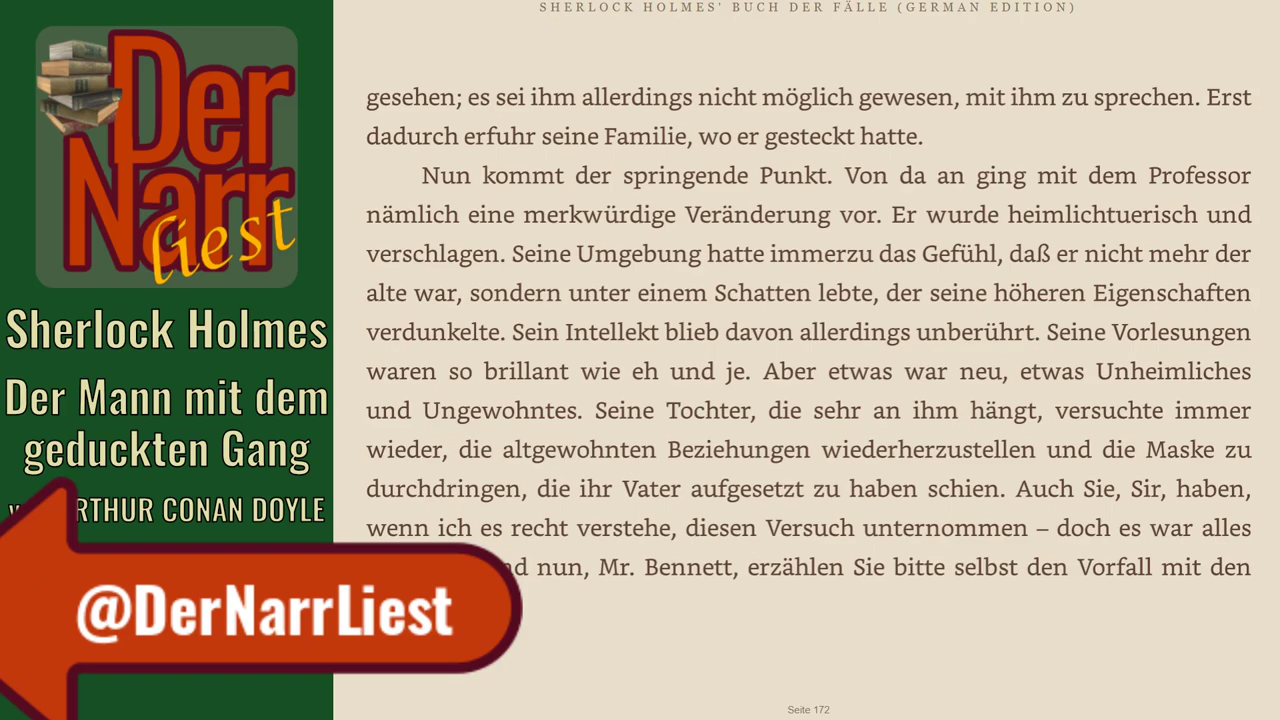 Der
Narr
liest
Sherlock Holmes
Der Mann mit dem
geduckten Gang
ARTHUR CONAN DOYLE
@DerNarrLiest
SHERLOCK HOLMES' BUCH DER FÄLLE (GERMAN EDITION)
gesehen; es sei ihm allerdings nicht möglich gewesen, mit ihm zu sprechen. Erst
dadurch erfuhr seine Familie, wo er gesteckt hatte.
Nun kommt der springende Punkt. Von da an ging mit dem Professor
nämlich eine merkwürdige Veränderung vor. Er wurde heimlichtuerisch und
verschlagen. Seine Umgebung hatte immerzu das Gefühl, daß er nicht mehr der
alte war, sondern unter einem Schatten lebte, der seine höheren Eigenschaften
verdunkelte. Sein Intellekt blieb davon allerdings unberührt. Seine Vorlesungen
waren so brillant wie eh und je. Aber etwas war neu, etwas Unheimliches
und Ungewohntes. Seine Tochter, die sehr an ihm hängt, versuchte immer
wieder, die altgewohnten Beziehungen wiederherzustellen und die Maske zu
durchdringen, die ihr Vater aufgesetzt zu haben schien. Auch Sie, Sir, haben,
wenn ich es recht verstehe, diesen Versuch unternommen – doch es war alles
nun, Mr. Bennett, erzählen Sie bitte selbst den Vorfall mit den
Seite 172